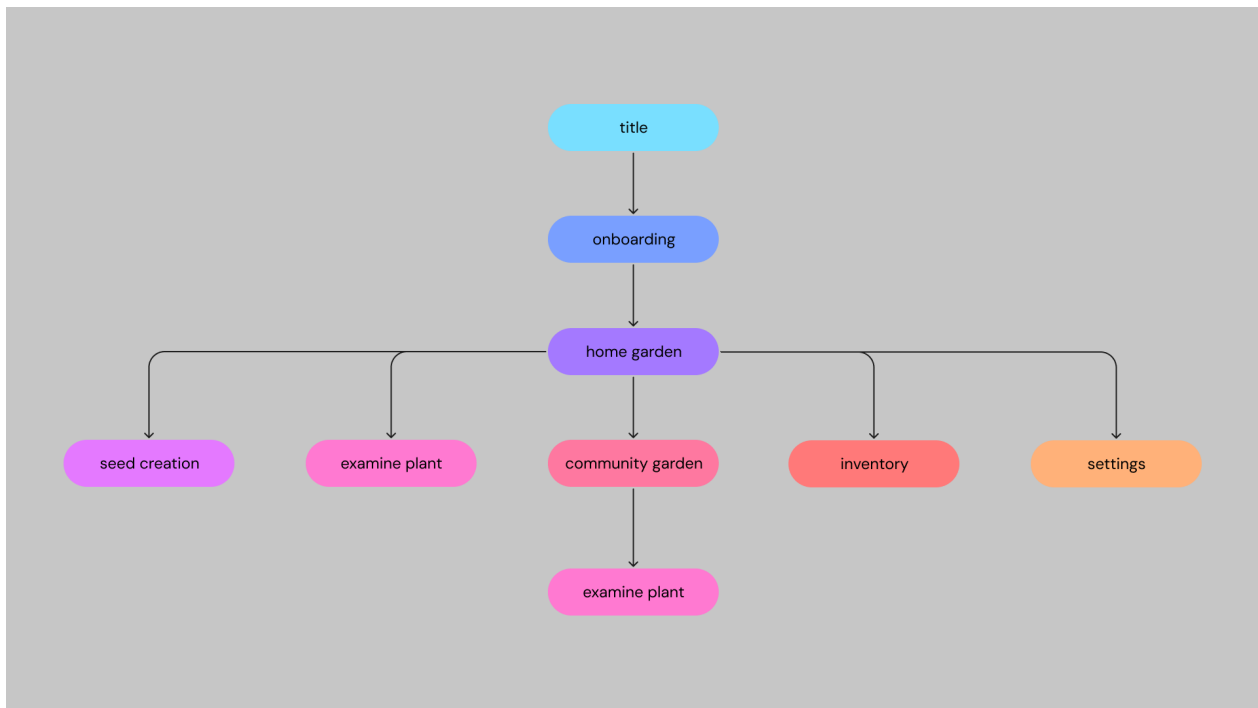 title
onboarding
home garden
seed creation
examine plant
community garden
inventory
settings
examine plant